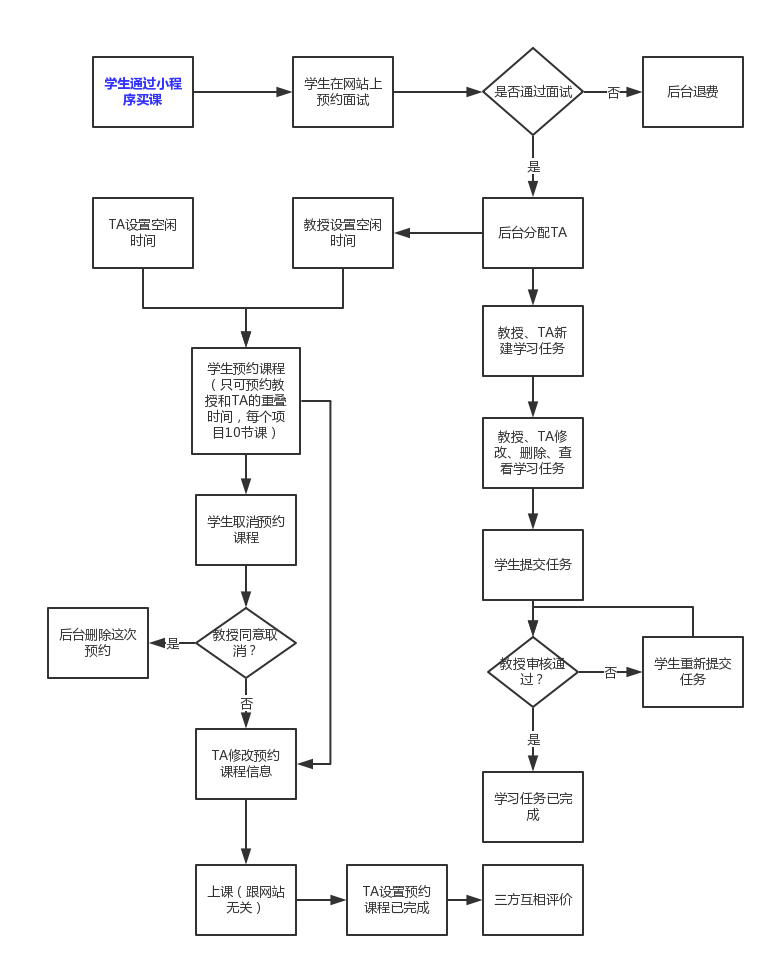 学生通过小程
序买课
学生在网站上
预约面试
是否通过面试
否
后台退费
是
TA设置空闲
时间
教授设置空闲
时间
后台分配TA
教授、TA新
建学习任务
学生预约课程
（只可预约教
授和TA的重叠
时间，每个项
目10节课）
教授、TA修
改、删除、查
看学习任务
学生取消预约
课程
学生提交任务
后台删除这次
预约
是
教授同意取
消？
教授审核通
过？
否
学生重新提交
任务
否
是
TA修改预约
课程信息
学习任务已完
成
上课（跟网站
无关）
TA设置预约
课程已完成
三方互相评价